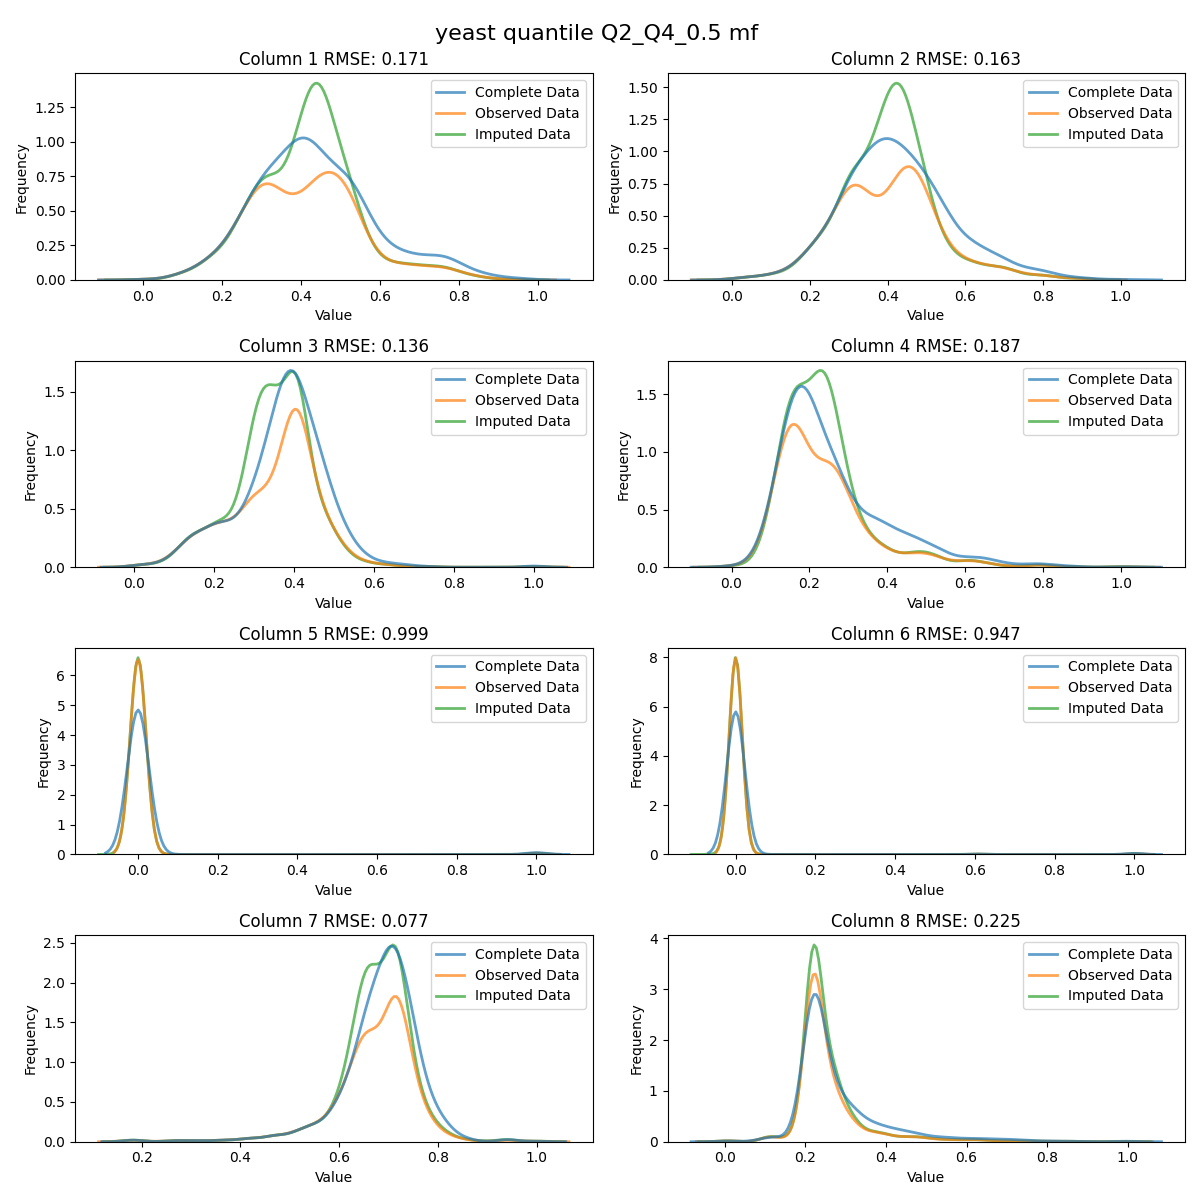 yeast quantile Q2_Q4_0.5 mf
Column 1 RMSE: 0.171
Complete Data
Observed Data
Imputed Data
Frequency
0.00
0.25
0.50
0.75
1.00
1.25
0.0 0.2 0.4 0.6 0.8 1.0
Value
Column 2 RMSE: 0.163
Complete Data
Observed Data
Imputed Data
Frequency
0.00
0.25
0.50
0.75
1.00
1.25
1.50
0.0 0.2 0.4 0.6 0.8 1.0
Value
Column 3 RMSE: 0.136
Complete Data
Observed Data
Imputed Data
Frequency
0.0
0.5
1.0
1.5
0.0 0.2 0.4 0.6 0.8 1.0
Value
Column 4 RMSE: 0.187
Complete Data
Observed Data
Imputed Data
Frequency
0.0
0.5
1.0
1.5
0.0 0.2 0.4 0.6 0.8 1.0
Value
Column 5 RMSE: 0.999
Complete Data
Observed Data
Imputed Data
Frequency
0
1
2
3
4
5
6
0.0 0.2 0.4 0.6 0.8 1.0
Value
Column 6 RMSE: 0.947
Complete Data
Observed Data
Imputed Data
Frequency
0
2
4
6
8
0.0 0.2 0.4 0.6 0.8 1.0
Value
Column 7 RMSE: 0.077
Complete Data
Observed Data
Imputed Data
Frequency
0.0
0.5
1.0
1.5
2.0
2.5
0.2 0.4 0.6 0.8 1.0
Value
Column 8 RMSE: 0.225
Complete Data
Observed Data
Imputed Data
Frequency
0
1
2
3
4
0.0 0.2 0.4 0.6 0.8 1.0
Value